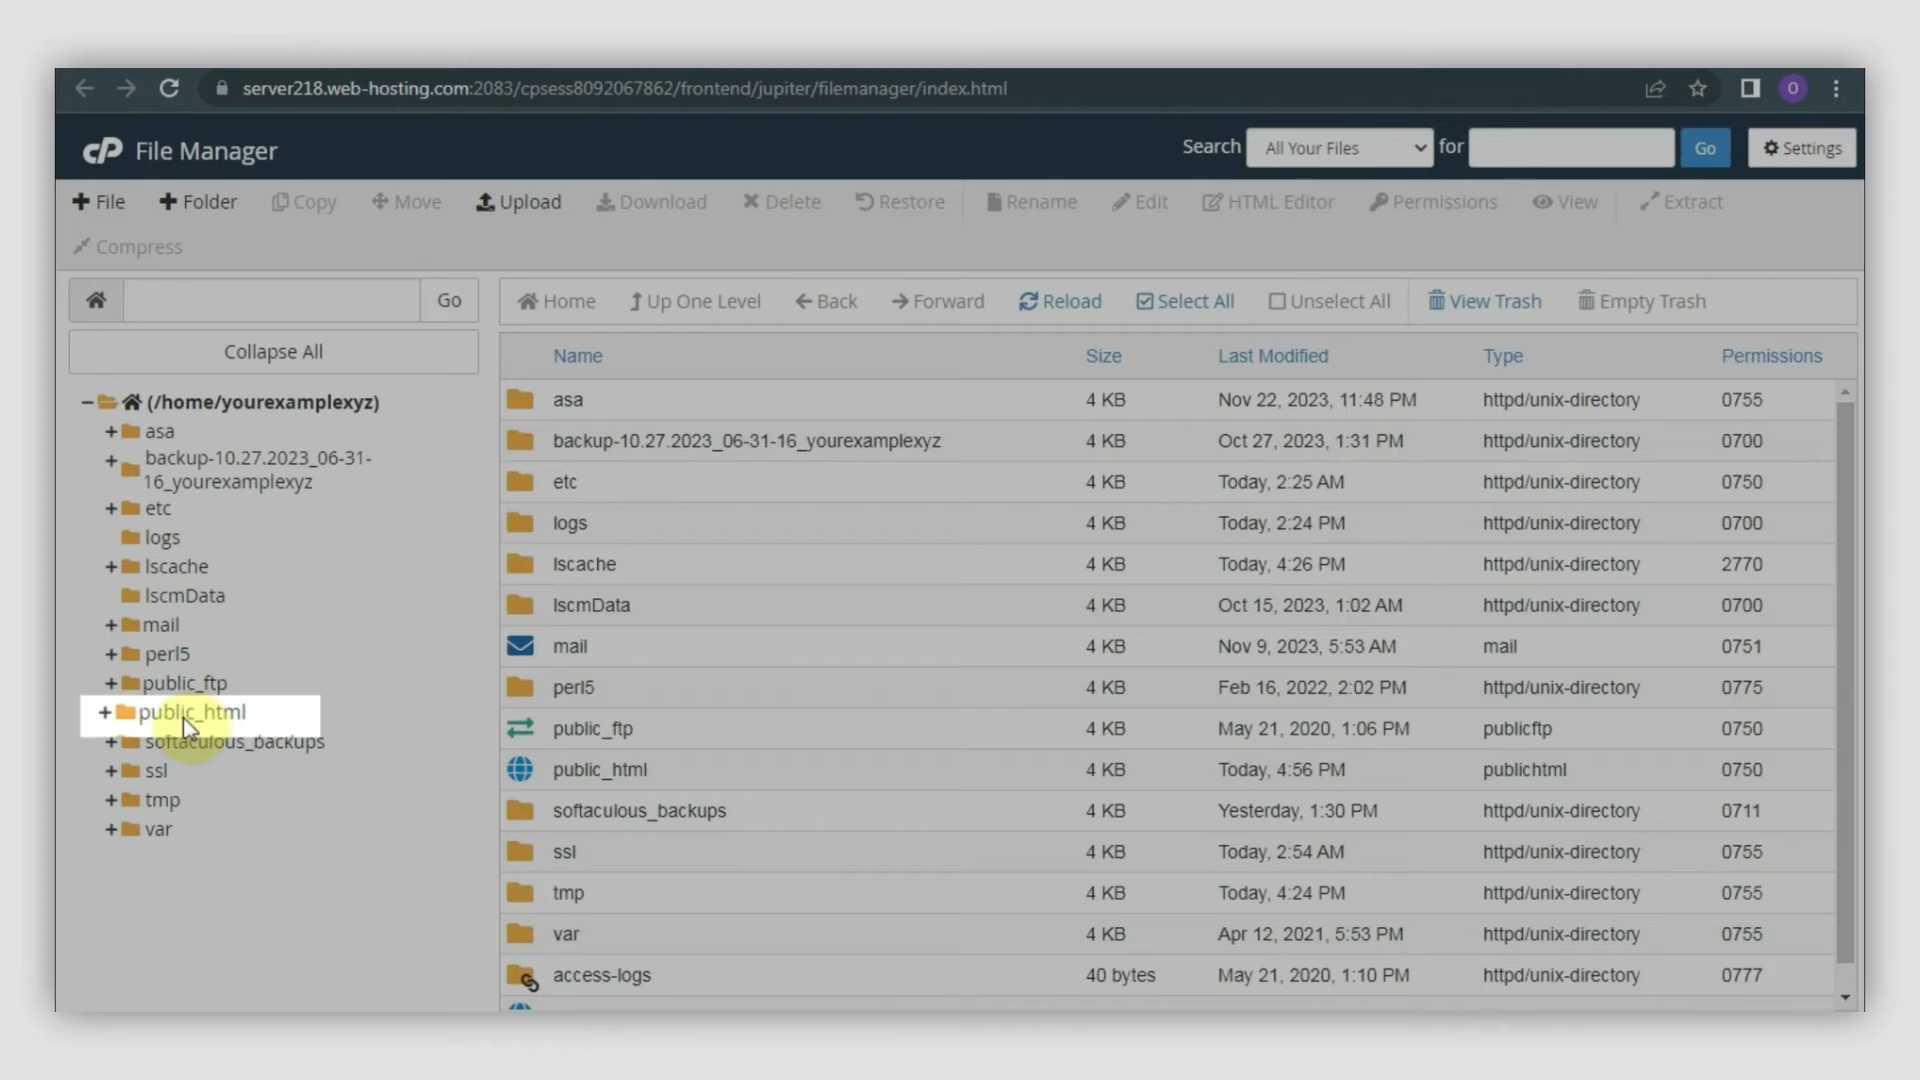 server218.web-hosting.com:2083/cpsess8092067862/frontend/jupiter/filemanager/index.html
O
cP File Manager
Search All Your Files for Go Settings
File Folder Copy Move Upload Download Delete Restore Rename Edit HTML Editor Permissions View Extract
Compress
Go
Home Up One Level Back Forward Reload Select All Unselect All View Trash Empty Trash
Collapse All
(/home/yourexamplexyz)
asa
backup-10.27.2023_06-31-
16_yourexamplexyz
etc
logs
lscache
lscmData
mail
perl5
public_ftp
public_html
softaculous_backups
ssl
tmp
var
Name Size Last Modified Type Permissions
asa 4 KB Nov 22, 2023, 11:48 PM httpd/unix-directory 0755
backup-10.27.2023_06-31-16_yourexamplexyz 4 KB Oct 27, 2023, 1:31 PM httpd/unix-directory 0700
etc 4 KB Today, 2:25 AM httpd/unix-directory 0750
logs 4 KB Today, 2:24 PM httpd/unix-directory 0700
lscache 4 KB Today, 4:26 PM httpd/unix-directory 2770
lscmData 4 KB Oct 15, 2023, 1:02 AM httpd/unix-directory 0700
mail 4 KB Nov 9, 2023, 5:53 AM mail 0751
perl5 4 KB Feb 16, 2022, 2:02 PM httpd/unix-directory 0775
public_ftp 4 KB May 21, 2020, 1:06 PM publicftp 0750
public_html 4 KB Today, 4:56 PM publichtml 0750
softaculous_backups 4 KB Yesterday, 1:30 PM httpd/unix-directory 0711
ssl 4 KB Today, 2:54 AM httpd/unix-directory 0755
tmp 4 KB Today, 4:24 PM httpd/unix-directory 0755
var 4 KB Apr 12, 2021, 5:53 PM httpd/unix-directory 0755
access-logs 40 bytes May 21, 2020, 1:10 PM httpd/unix-directory 0777